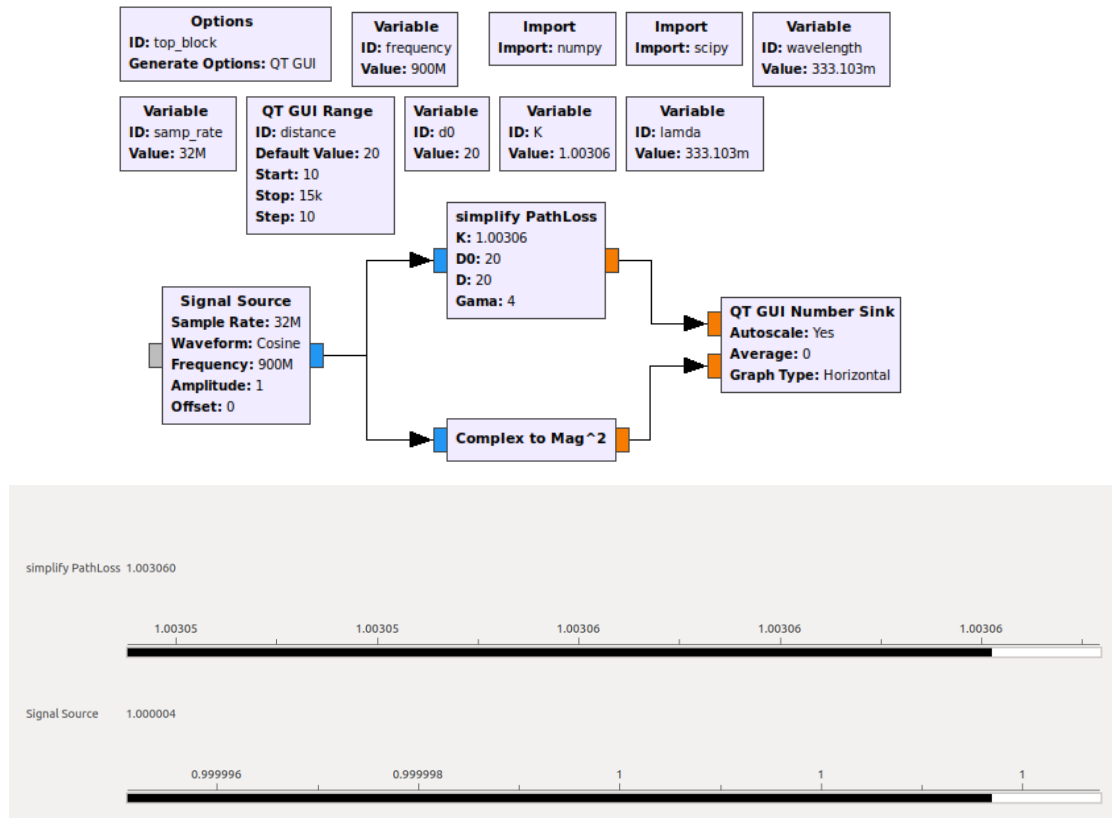 Options
ID: top_block
Generate Options: QT GUI
Variable
ID: frequency
Value: 900M
Import
Import: numpy
Import
Import: scipy
Variable
ID: wavelength
Value: 333.103m
Variable
ID: samp_rate
Value: 32M
QT GUI Range
ID: distance
Default Value: 20
Start: 10
Stop: 15k
Step: 10
Variable
ID: d0
Value: 20
Variable
ID: K
Value: 1.00306
Variable
ID: lamda
Value: 333.103m
simplify PathLoss
K: 1.00306
D0: 20
D: 20
Gama: 4
Signal Source
Sample Rate: 32M
Waveform: Cosine
Frequency: 900M
Amplitude: 1
Offset: 0
QT GUI Number Sink
Autoscale: Yes
Average: 0
Graph Type: Horizontal
Complex to Mag^2
simplify PathLoss 1.003060
1.00305 1.00305 1.00306 1.00306 1.00306
Signal Source 1.000004
0.999996 0.999998 1 1 1